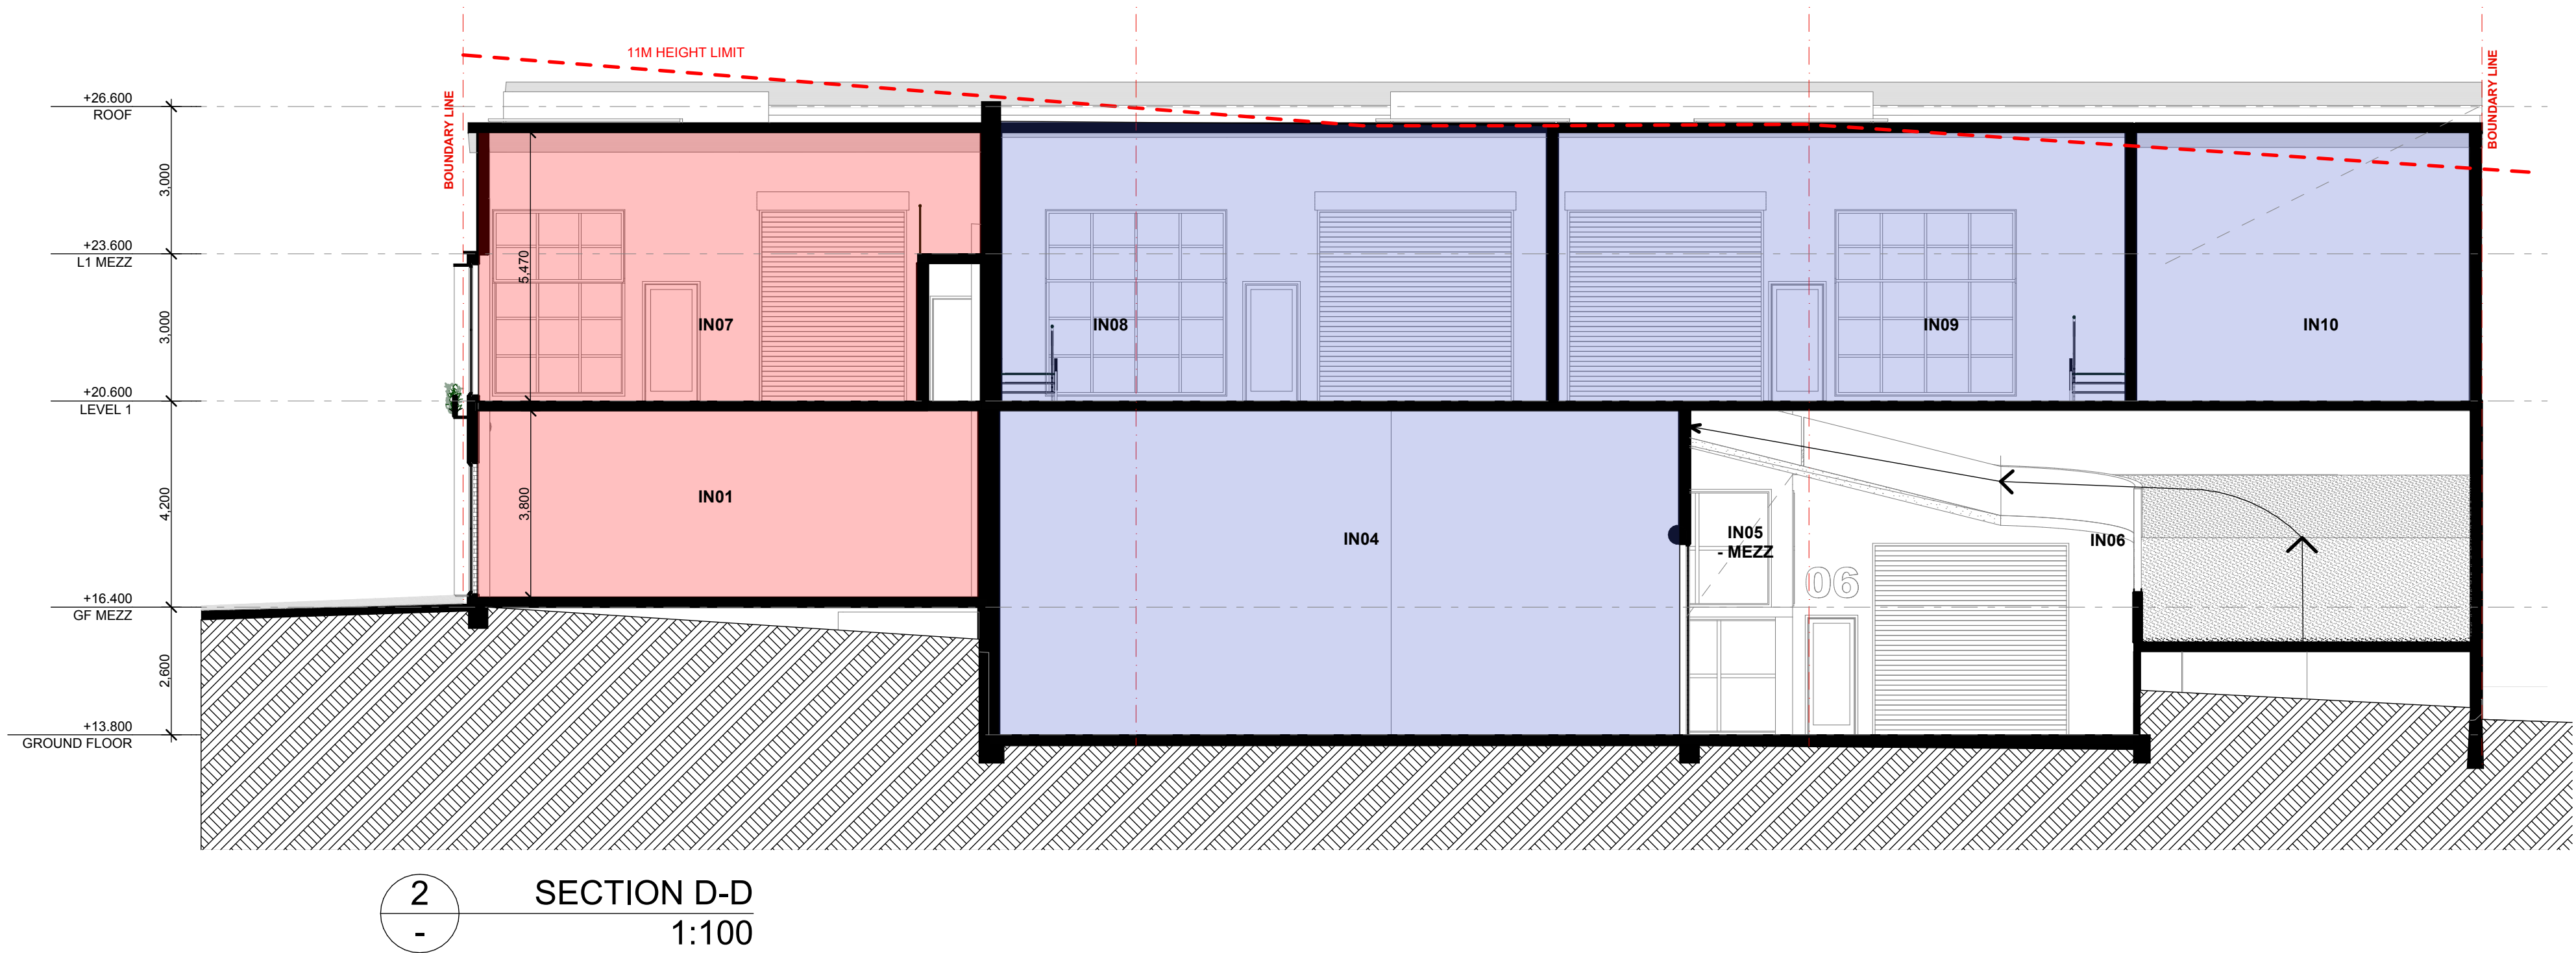 11M HEIGHT LIMIT
BOUNDARY LINE
BOUNDARY LINE
+26.600
ROOF
3,000
+23.600
L1 MEZZ
3,000
+20.600
LEVEL 1
4,200
+16.400
GF MEZZ
2,600
+13.800
GROUND FLOOR
5,470
IN07
IN08
IN09
IN10
3,800
IN01
IN04
IN05
- MEZZ
IN06
06
2
-
SECTION D-D
1:100